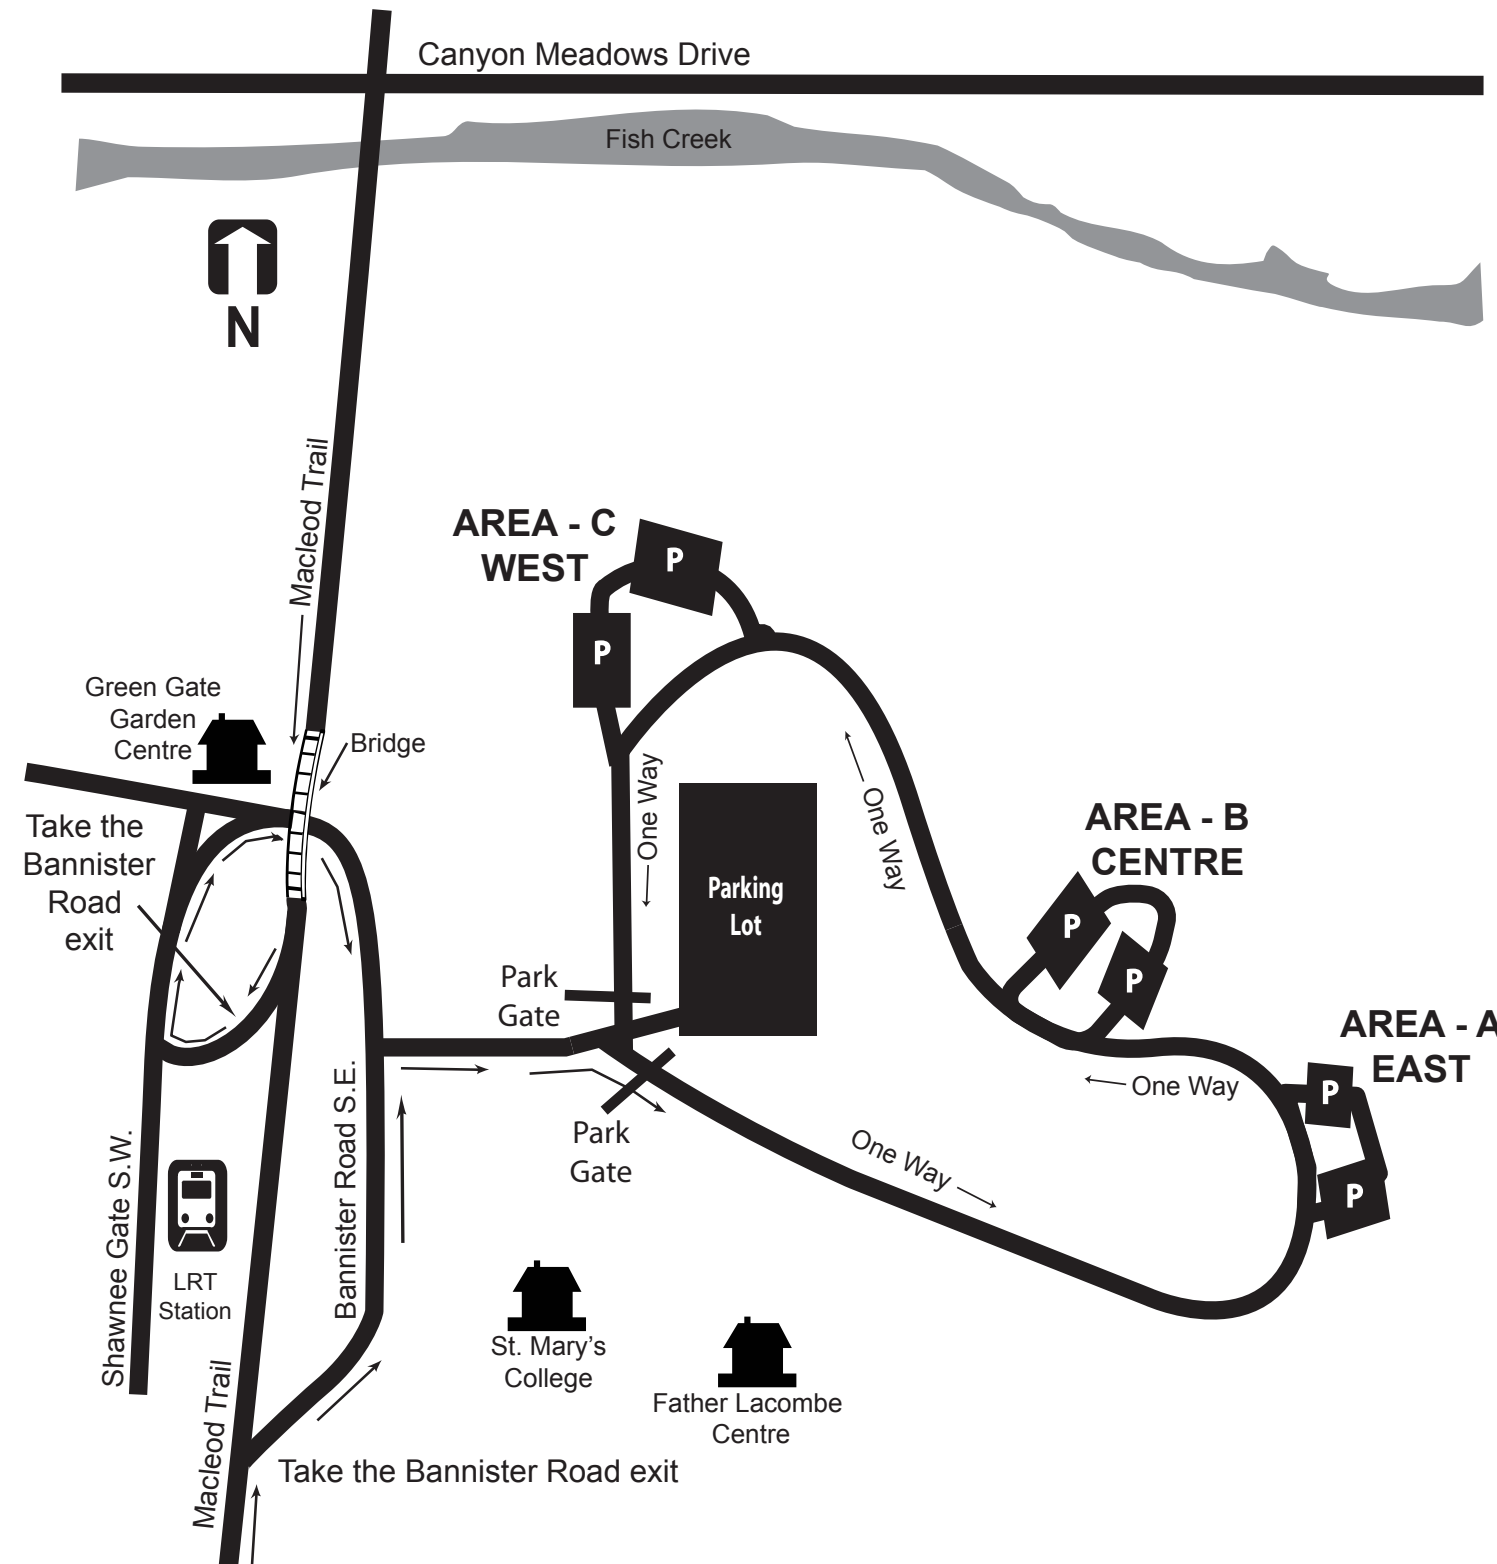 Canyon Meadows Drive
Fish Creek
N
Macleod Trail
AREA - C
WEST
P
P
Green Gate
Garden
Centre
Bridge
Take the
Bannister
Road
exit
One Way
One Way
Parking
Lot
AREA - B
CENTRE
P
P
Park
Gate
AREA - A
EAST
P
P
One Way
Park
Gate
One Way
Shawnee Gate S.W.
LRT
Station
Bannister Road S.E.
St. Mary's
College
Father Lacombe
Centre
Macleod Trail
Take the Bannister Road exit